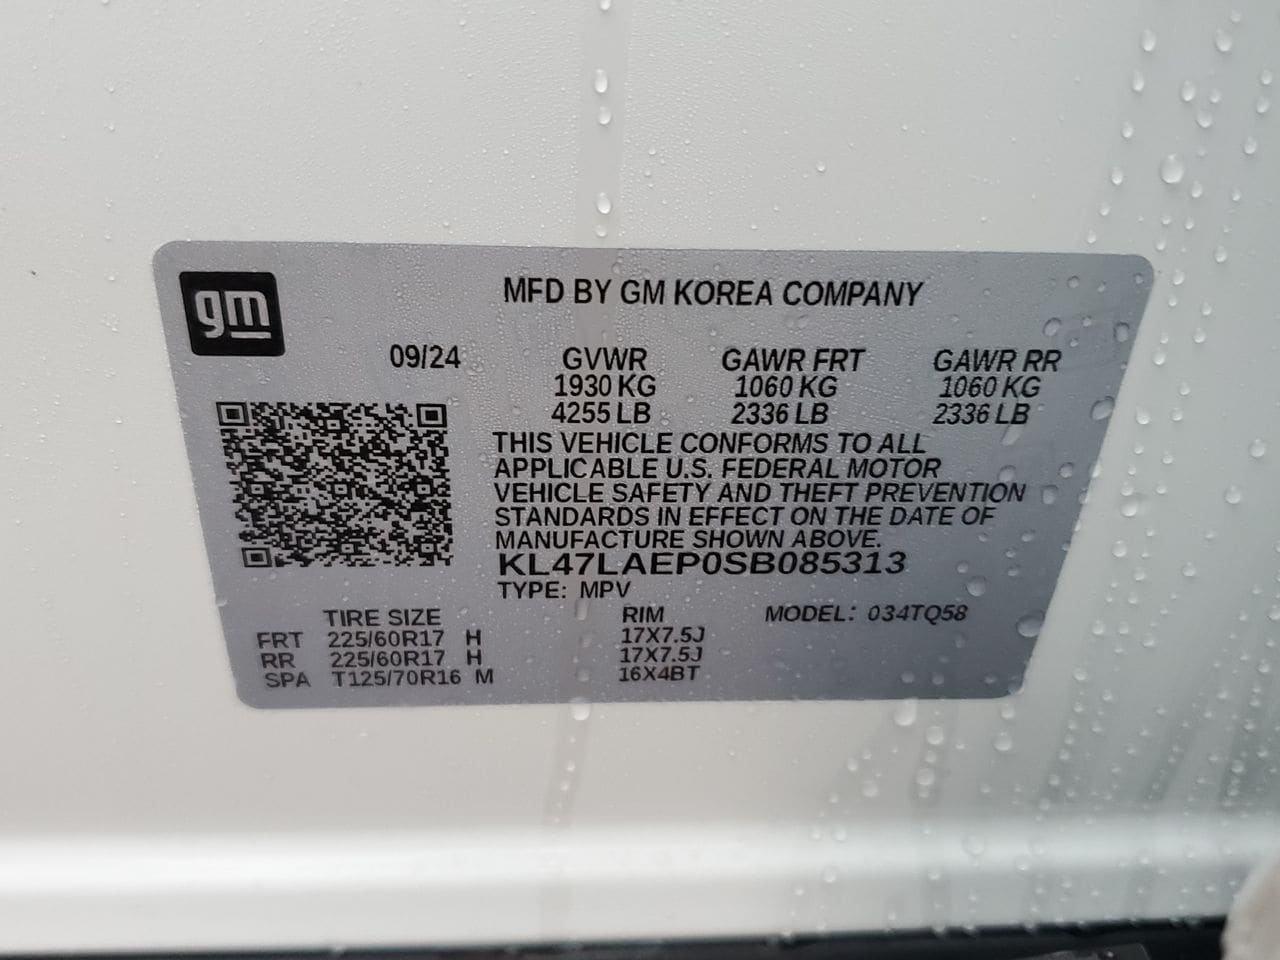 gm
MFD BY GM KOREA COMPANY
09/24 GVWR GAWR FRT GAWR RR
1930 KG 1060 KG 1060 KG
4255 LB 2336 LB 2336 LB
THIS VEHICLE CONFORMS TO ALL
APPLICABLE U.S. FEDERAL MOTOR
VEHICLE SAFETY AND THEFT PREVENTION
STANDARDS IN EFFECT ON THE DATE OF
MANUFACTURE SHOWN ABOVE.
KL47LAEP0SB085313
TYPE: MPV
TIRE SIZE RIM MODEL: 034TQ58
FRT 225/60R17 H 17X7.5J
RR 225/60R17 H 17X7.5J
SPA T125/70R16 M 16X4BT